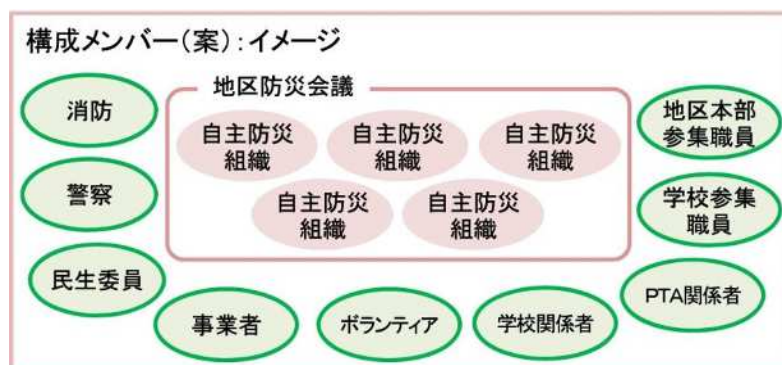 構成メンバー(案):イメージ
地区防災会議
消防
警察
民生委員
自主防災
組織
自主防災
組織
自主防災
組織
自主防災
組織
自主防災
組織
地区本部
参集職員
学校参集
職員
PTA関係者
事業者
ボランティア
学校関係者